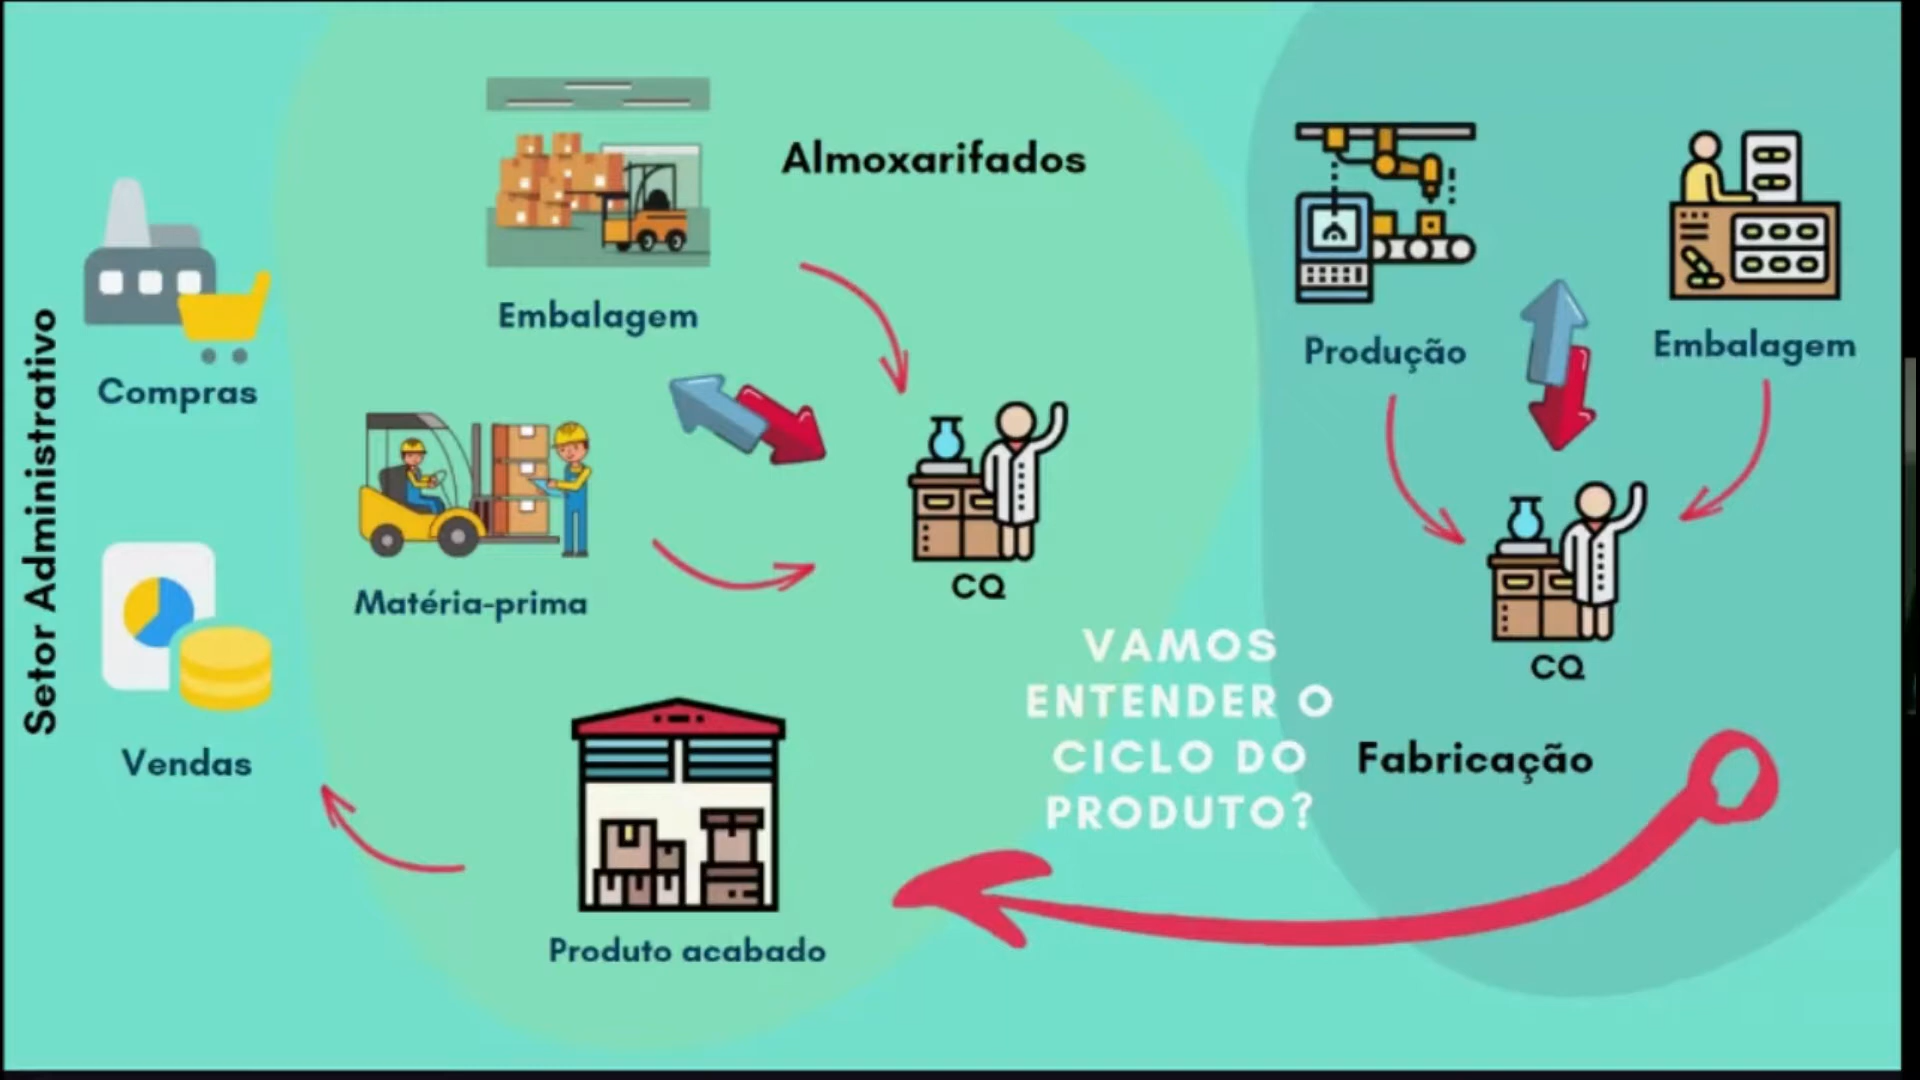 Setor Administrativo
Compras
Vendas
Almoxarifados
Embalagem
Matéria-prima
CQ
Produto acabado
VAMOS
ENTENDER O
CICLO DO
PRODUTO?
Produção
Embalagem
CQ
Fabricação